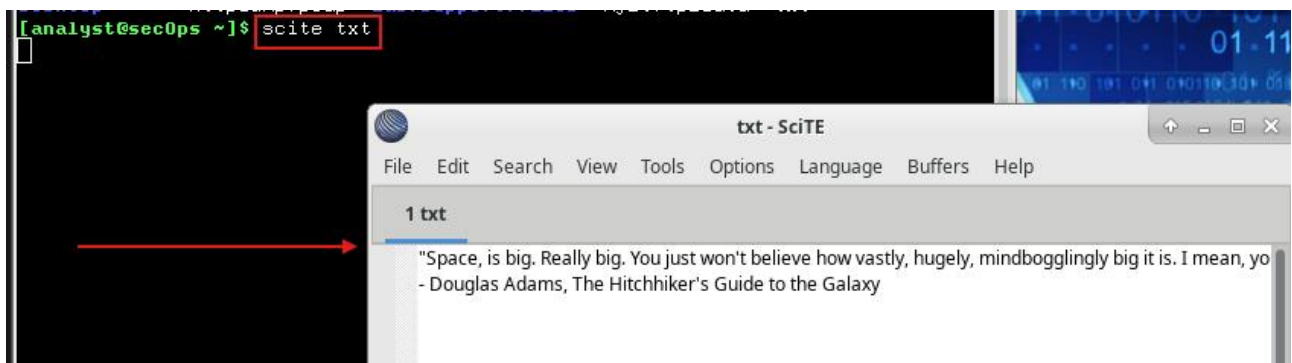 [analyst@secOps ~]$ scite txt
txt - SciTE
File Edit Search View Tools Options Language Buffers Help
1 txt
"Space, is big. Really big. You just won't believe how vastly, hugely, mindbogglingly big it is. I mean, yo
- Douglas Adams, The Hitchhiker's Guide to the Galaxy